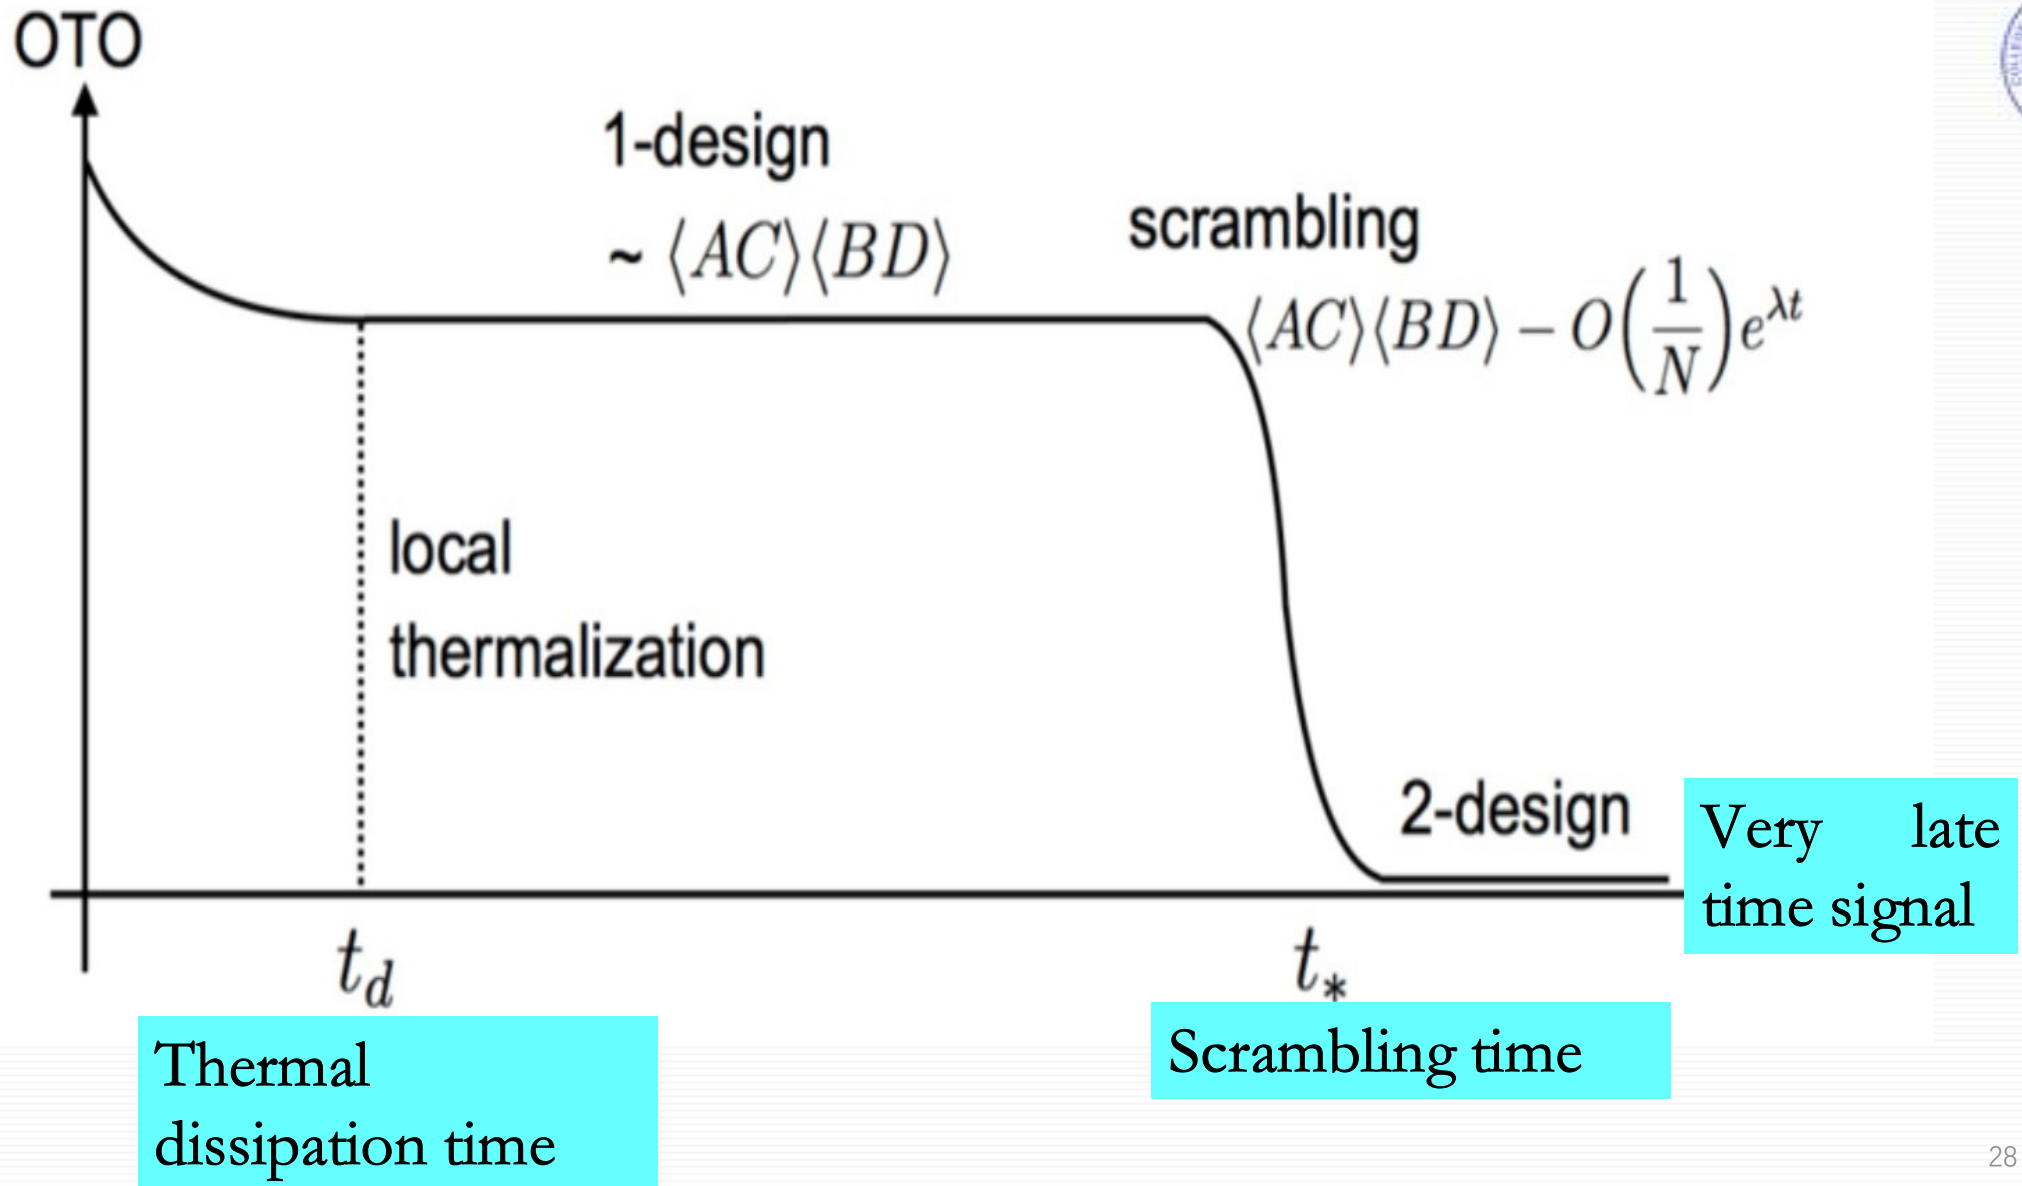 OTO
1-design
~ ⟨AC⟩⟨BD⟩
scrambling
⟨AC⟩⟨BD⟩ − O(1/N)e^{λt}
local
thermalization
2-design
Very late
time signal
t_d
t_*
Thermal
dissipation time
Scrambling time
28